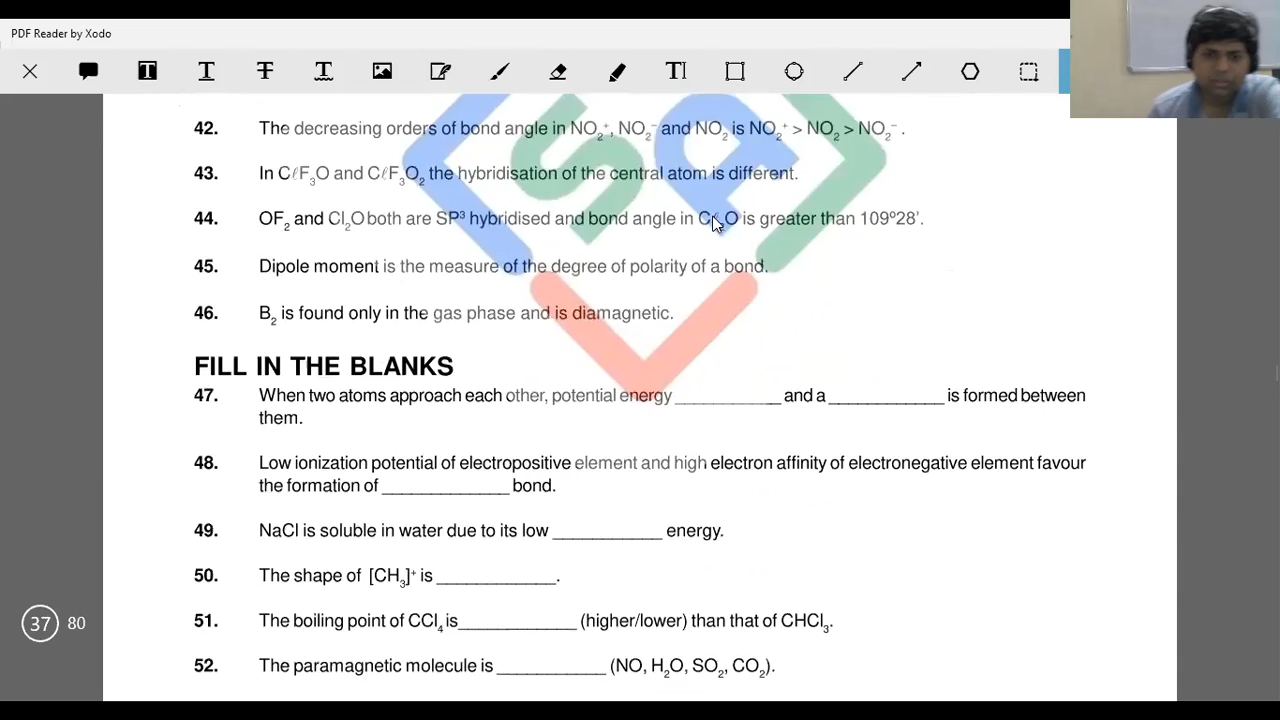 PDF Reader by Xodo
42. The decreasing orders of bond angle in NO₂⁺, NO₂⁻ and NO₂ is NO₂⁺ > NO₂ > NO₂⁻ .
43. In CℓF₃O and CℓF₃O₂ the hybridisation of the central atom is different.
44. OF₂ and Cl₂O both are SP³ hybridised and bond angle in O is greater than 109º28’.
45. Dipole moment is the measure of the degree of polarity of a bond.
46. B₂ is found only in the gas phase and is diamagnetic.
FILL IN THE BLANKS
47. When two atoms approach each other, potential energy ___________ and a ____________ is formed between
them.
48. Low ionization potential of electropositive element and high electron affinity of electronegative element favour
the formation of _____________ bond.
49. NaCl is soluble in water due to its low ___________ energy.
50. The shape of [CH₃]⁺ is ____________.
51. The boiling point of CCl₄ is____________ (higher/lower) than that of CHCl₃.
52. The paramagnetic molecule is ___________ (NO, H₂O, SO₂, CO₂).
37 80
SA